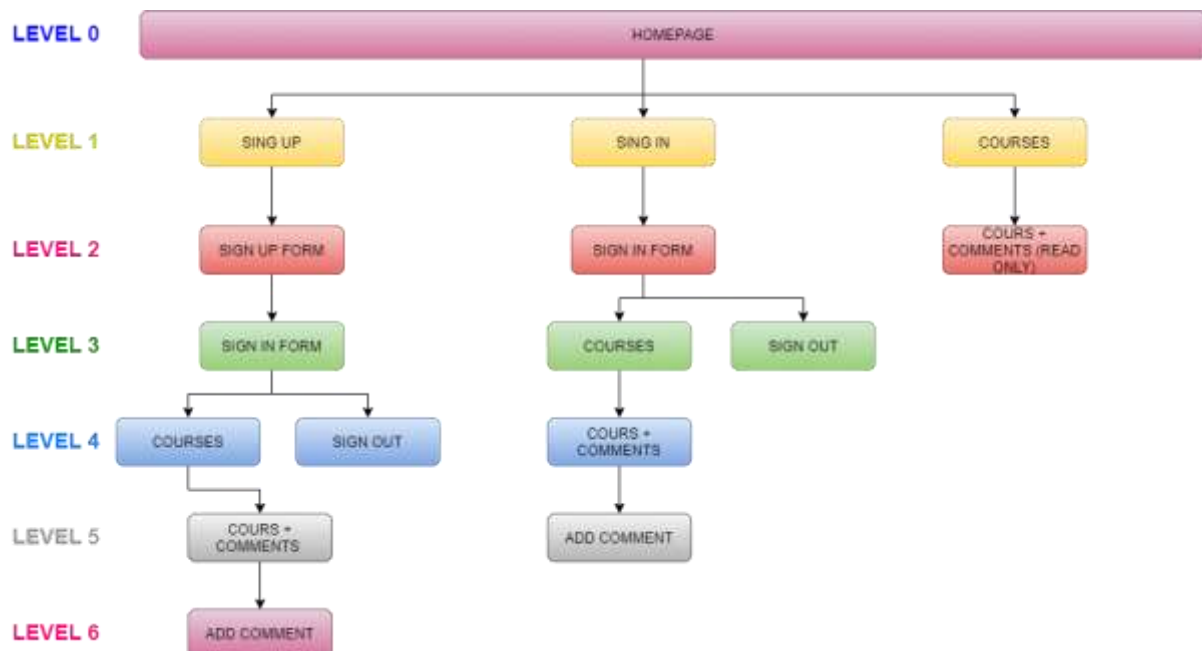 LEVEL 0
HOMEPAGE
LEVEL 1
SING UP
SING IN
COURSES
LEVEL 2
SIGN UP FORM
SIGN IN FORM
COURS +
COMMENTS (READ
ONLY)
LEVEL 3
SIGN IN FORM
COURSES
SIGN OUT
LEVEL 4
COURSES
SIGN OUT
COURS +
COMMENTS
LEVEL 5
COURS +
COMMENTS
ADD COMMENT
LEVEL 6
ADD COMMENT